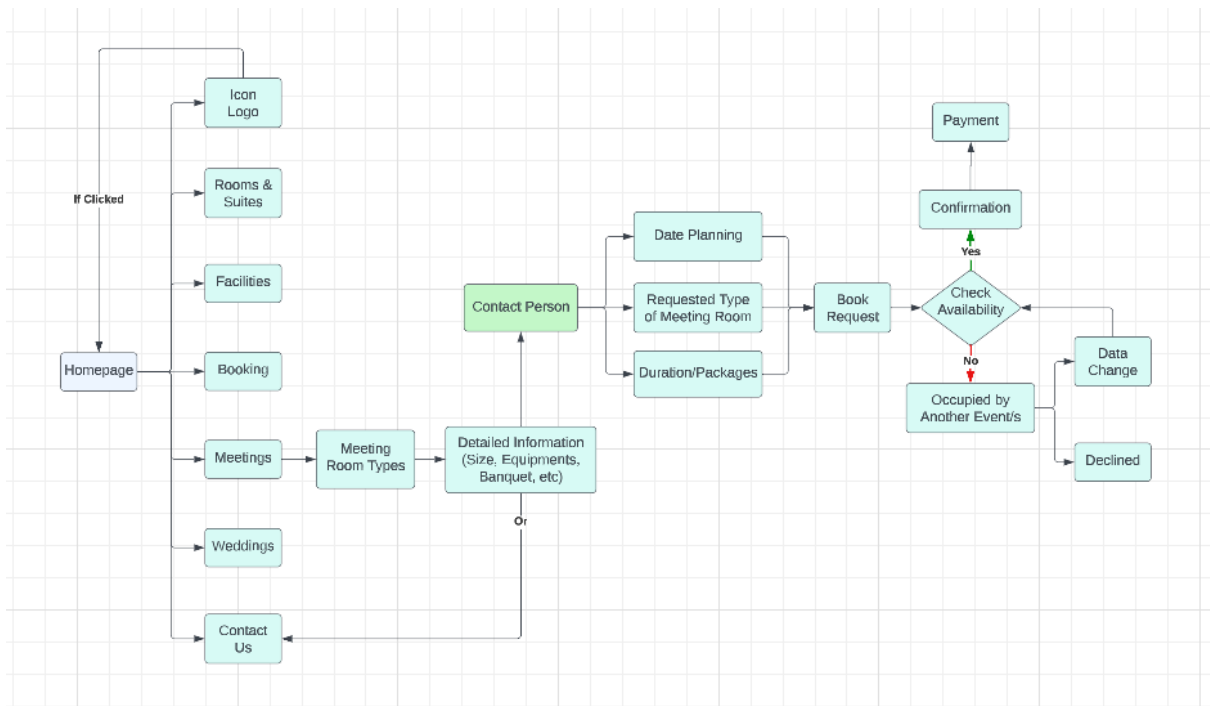 Icon
Logo
Payment
Rooms &
Suites
If Clicked
Confirmation
Date Planning
Yes
Facilities
Contact Person
Requested Type
of Meeting Room
Book
Request
Check
Availability
Homepage
Booking
Duration/Packages
No
Data
Change
Occupied by
Another Event/s
Meetings
Meeting
Room Types
Detailed Information
(Size, Equipments,
Banquet, etc)
Declined
Or
Weddings
Contact
Us